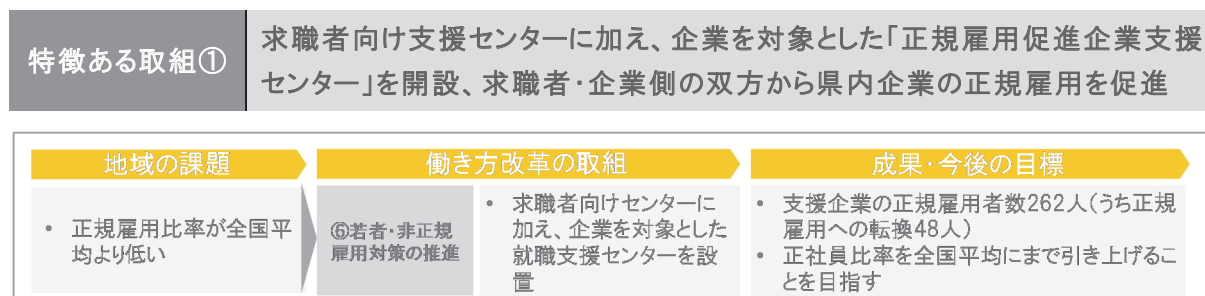 特徴ある取組①
求職者向け支援センターに加え、企業を対象とした「正規雇用促進企業支援
センター」を開設、求職者・企業側の双方から県内企業の正規雇用を促進
地域の課題
働き方改革の取組
成果・今後の目標
• 正規雇用比率が全国平
均より低い
⑥若者・非正規
雇用対策の推進
• 求職者向けセンターに
加え、企業を対象とした
就職支援センターを設
置
• 支援企業の正規雇用者数262人（うち正規
雇用への転換48人）
• 正社員比率を全国平均にまで引き上げるこ
とを目指す